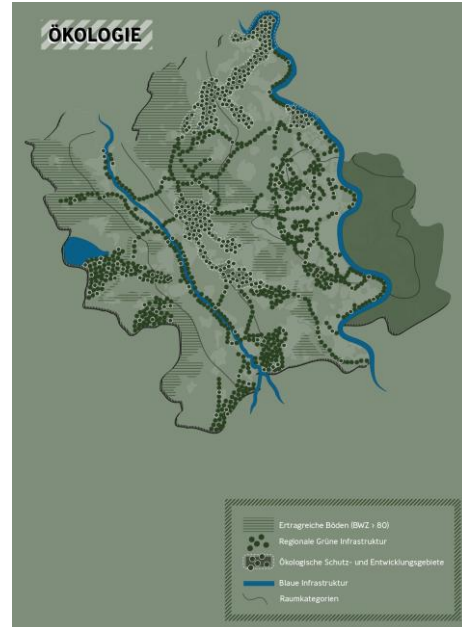 ÖKOLOGIE
Ertragreiche Böden (BWZ > 80)
Regionale Grüne Infrastruktur
Ökologische Schutz- und Entwicklungsgebiete
Blaue Infrastruktur
Raumkategorien